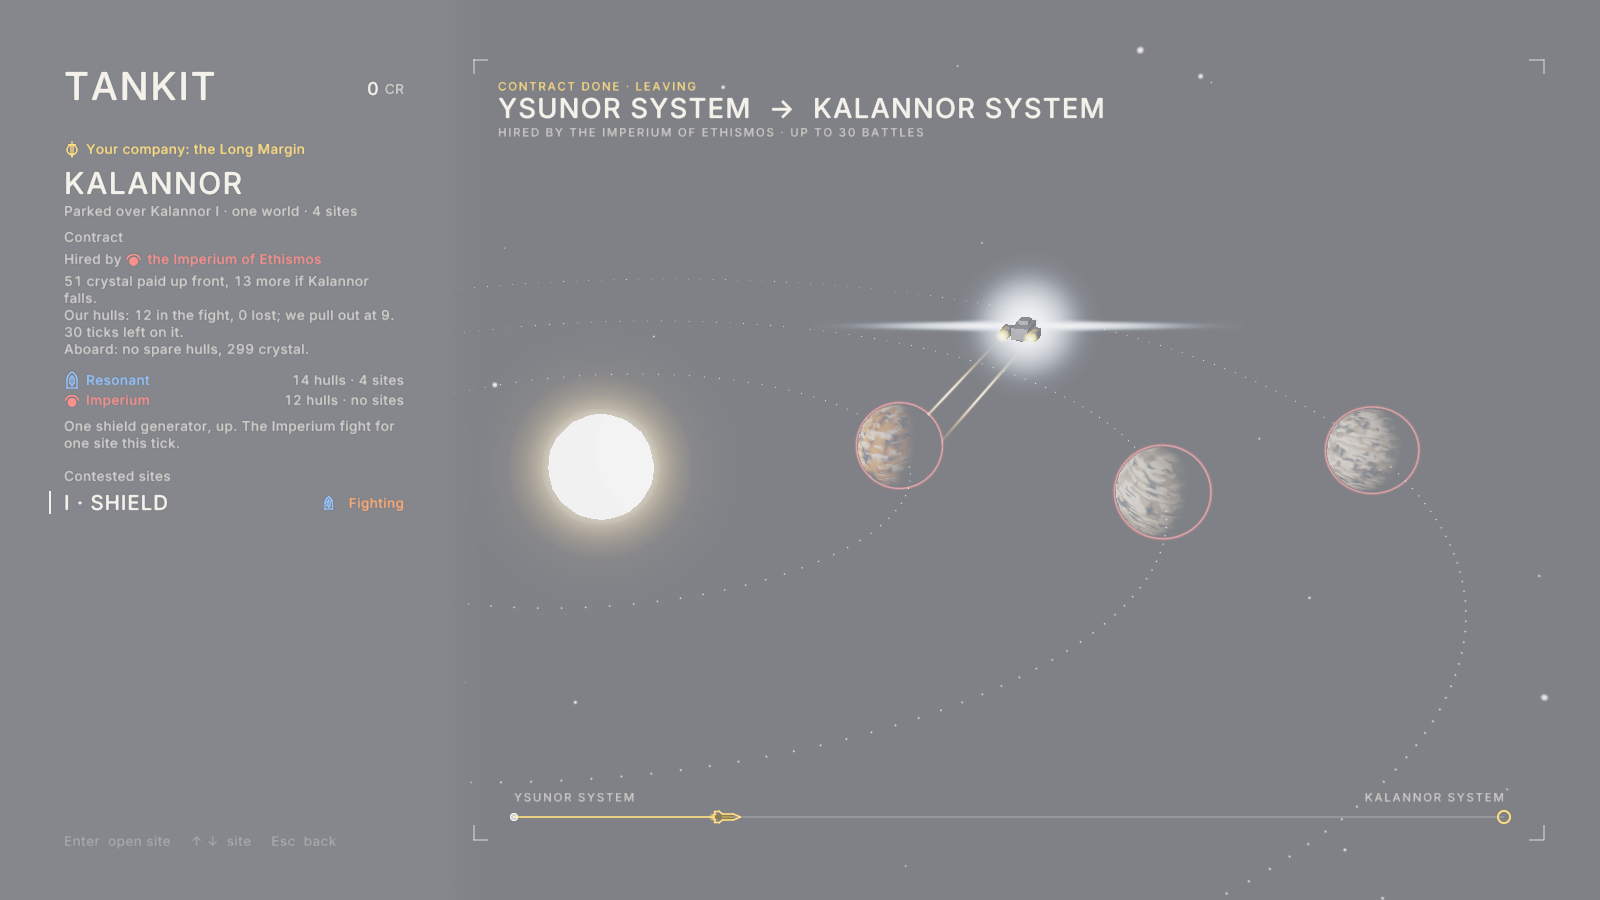 TANKIT
0 CR
Your company: the Long Margin
KALANNOR
Parked over Kalannor I · one world · 4 sites
Contract
Hired by the Imperium of Ethismos
51 crystal paid up front, 13 more if Kalannor
falls.
Our hulls: 12 in the fight, 0 lost; we pull out at 9.
30 ticks left on it.
Aboard: no spare hulls, 299 crystal.
Resonant 14 hulls · 4 sites
Imperium 12 hulls · no sites
One shield generator, up. The Imperium fight for
one site this tick.
Contested sites
I · SHIELD Fighting
Enter open site ↑ ↓ site Esc back
CONTRACT DONE · LEAVING
YSUNOR SYSTEM → KALANNOR SYSTEM
HIRED BY THE IMPERIUM OF ETHISMOS · UP TO 30 BATTLES
YSUNOR SYSTEM
KALANNOR SYSTEM